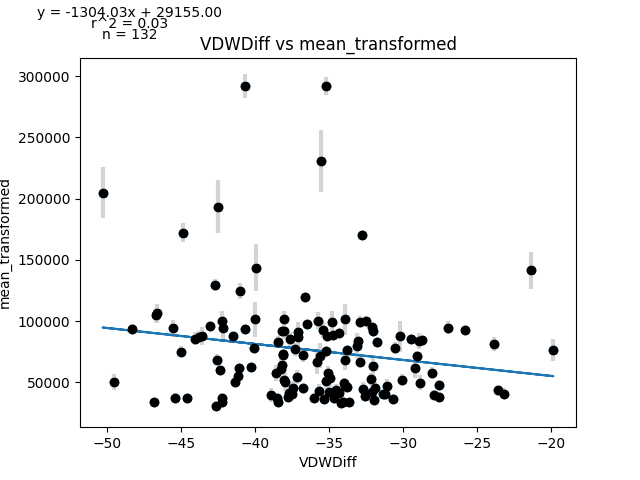 y = -1304.03x + 29155.00
r^2 = 0.03
n = 132
VDWDiff vs mean_transformed
300000
250000
200000
150000
100000
50000
mean_transformed
−50
−45
−40
−35
−30
−25
−20
VDWDiff